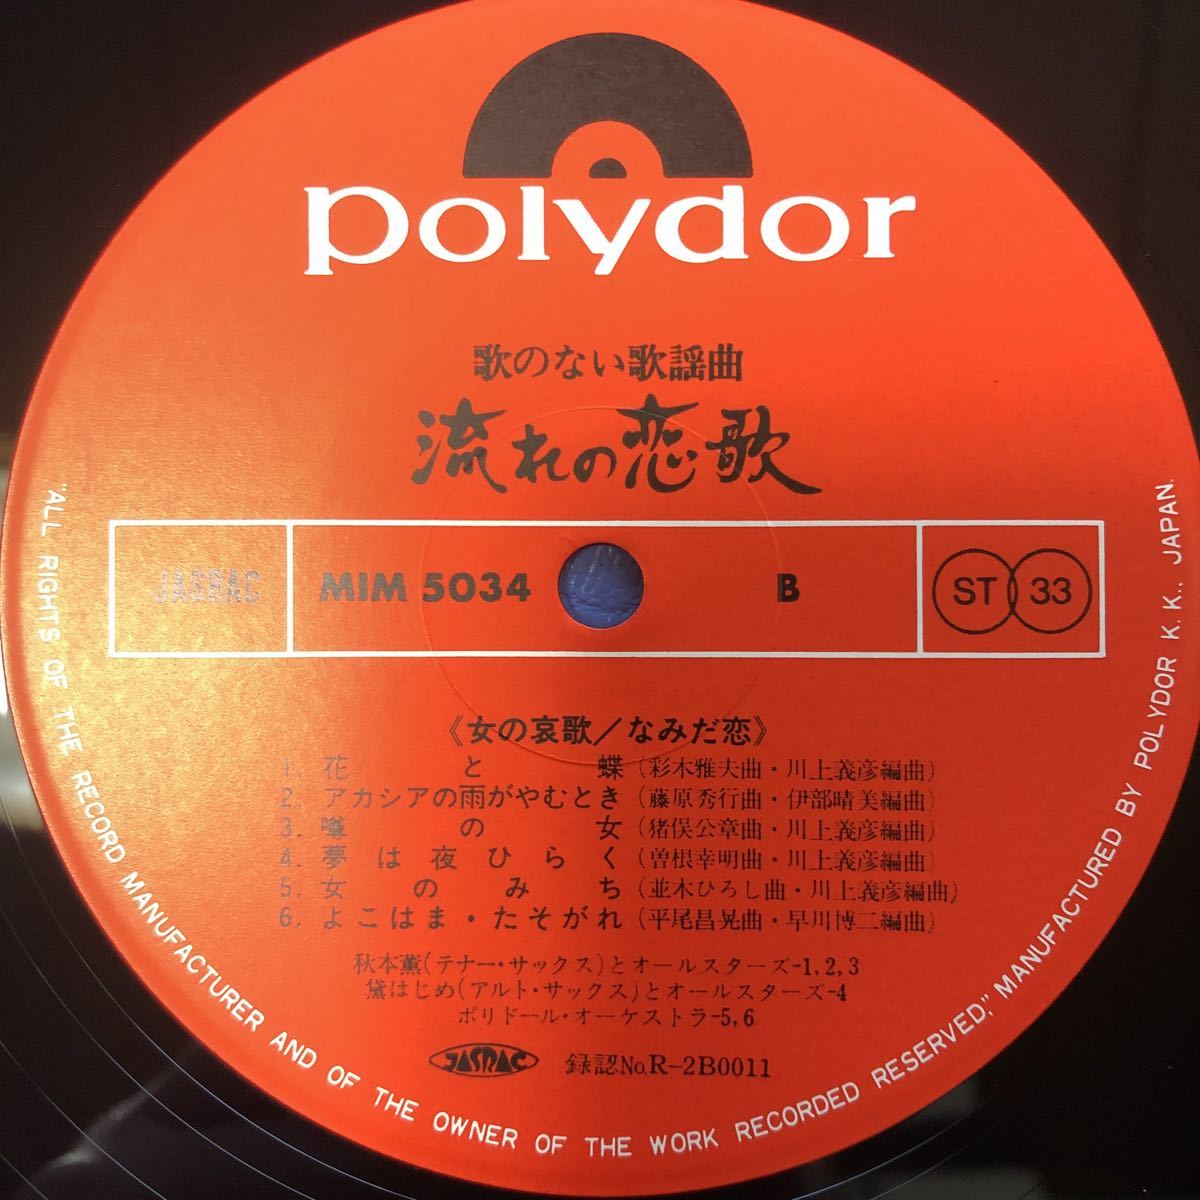 polydor
歌のない歌謡曲
流れの恋歌
JASRAC
MIM 5034
B
ST 33
《女の哀歌/なみだ恋》
1. 花と蝶(彩木雅夫曲・川上義彦編曲)
2. アカシアの雨がやむとき(藤原秀行曲・伊部晴美編曲)
3. 噂の女(猪俣公章曲・川上義彦編曲)
4. 夢は夜ひらく(曽根幸明曲・川上義彦編曲)
5. 女のみち(並木ひろし曲・川上義彦編曲)
6. よこはま・たそがれ(平尾昌晃曲・早川博二編曲)
秋本薫(テナー・サックス)とオールスターズ-1,2,3
黛はじめ(アルト・サックス)とオールスターズ-4
ポリドール・オーケストラ-5,6
JASRAC 録認No.R-2B0011
"ALL RIGHTS OF THE RECORD MANUFACTURER AND OF THE OWNER OF THE WORK RECORDED RESERVED," MANUFACTURED BY POLYDOR K.K., JAPAN.